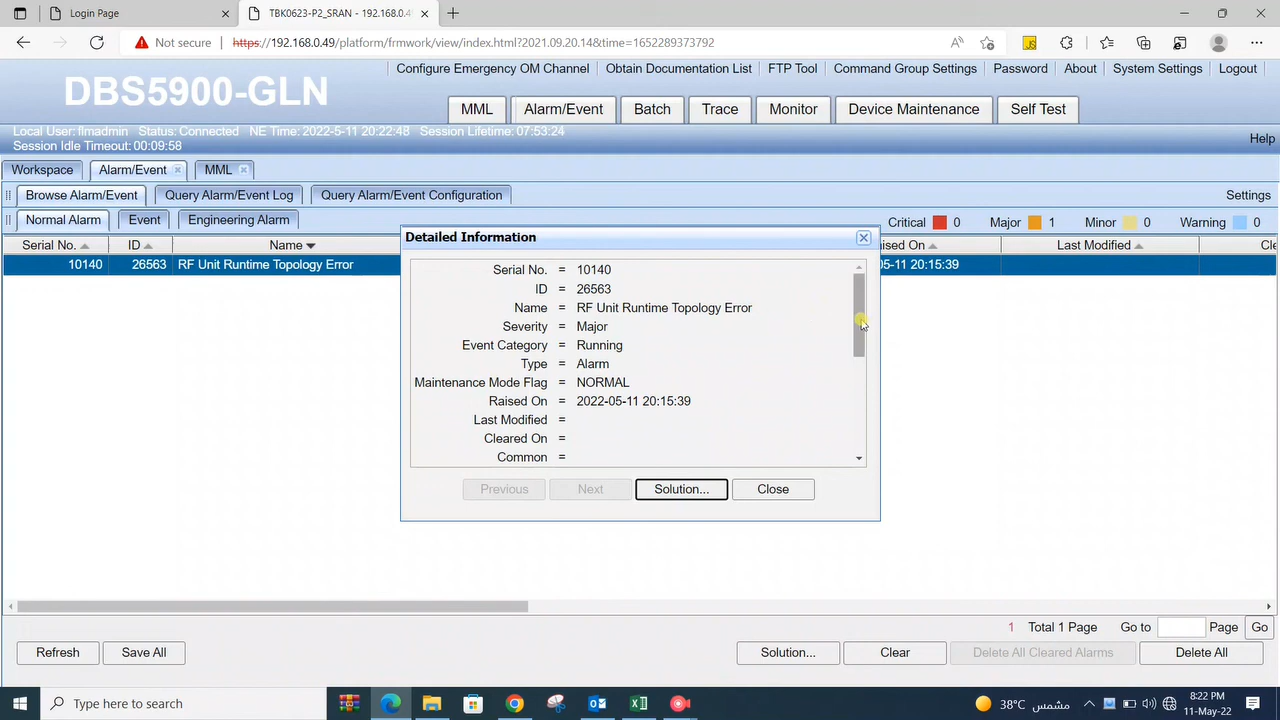 Login Page
TBK0623-P2_SRAN - 192.168.0.4
Not secure
https://192.168.0.49/platform/frmwork/view/index.html?2021.09.20.14&time=1652289373792
JS
DBS5900-GLN
Configure Emergency OM Channel
Obtain Documentation List
FTP Tool
Command Group Settings
Password
About
System Settings
Logout
MML
Alarm/Event
Batch
Trace
Monitor
Device Maintenance
Self Test
Local User: flmadmin Status: Connected NE Time: 2022-5-11 20:22:48 Session Lifetime: 07:53:24
Session Idle Timeout: 00:09:58
Help
Workspace
Alarm/Event
MML
Browse Alarm/Event
Query Alarm/Event Log
Query Alarm/Event Configuration
Settings
Normal Alarm
Event
Engineering Alarm
Critical 0 Major 1 Minor 0 Warning 0
Serial No. ID Name ised On Last Modified Cle
10140 26563 RF Unit Runtime Topology Error 05-11 20:15:39
Detailed Information
Serial No. = 10140
ID = 26563
Name = RF Unit Runtime Topology Error
Severity = Major
Event Category = Running
Type = Alarm
Maintenance Mode Flag = NORMAL
Raised On = 2022-05-11 20:15:39
Last Modified =
Cleared On =
Common =
Previous
Next
Solution...
Close
1 Total 1 Page Go to Page Go
Refresh
Save All
Solution...
Clear
Delete All Cleared Alarms
Delete All
Type here to search
38°C مشمس
8:22 PM
11-May-22